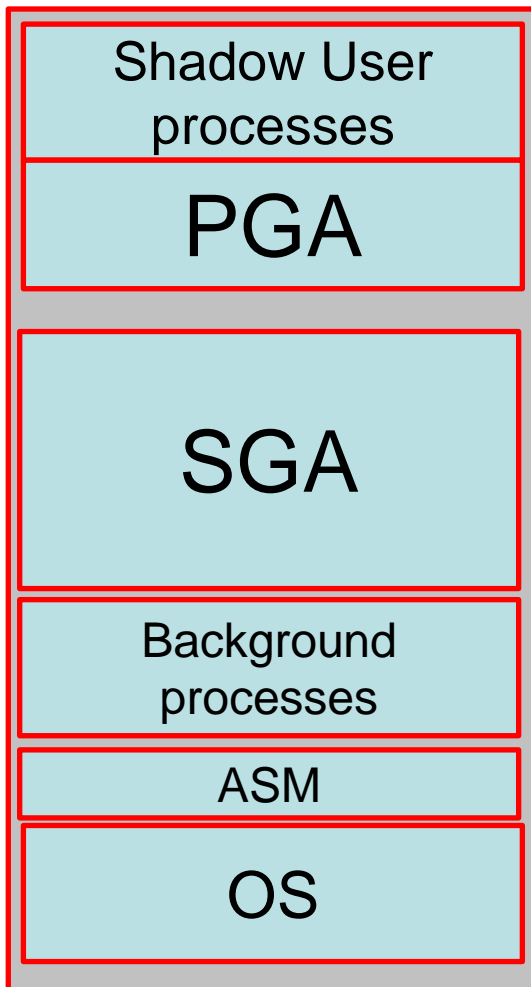 Shadow User
processes
PGA
SGA
Background
processes
ASM
OS